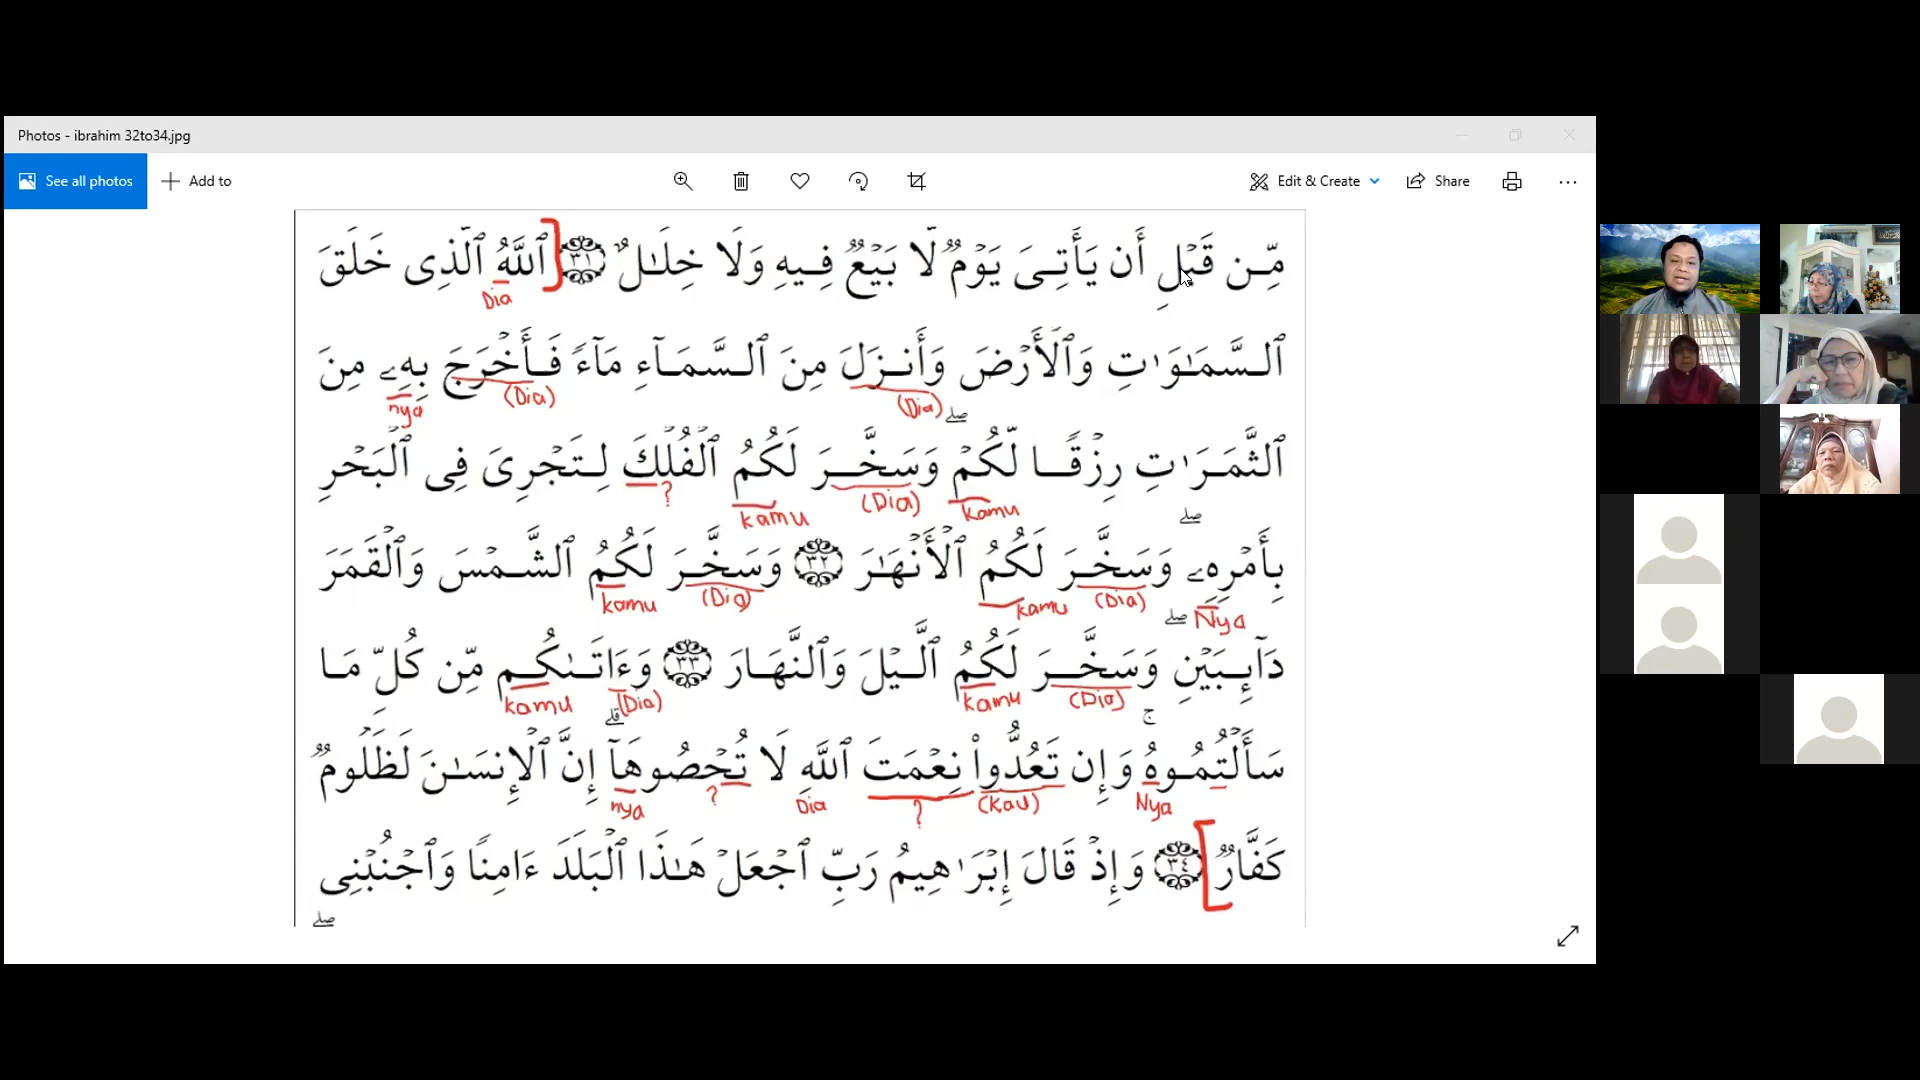 Photos - ibrahim 32to34.jpg
See all photos
Add to
Edit & Create
Share
مِّن قَبْلِ أَن يَأْتِىَ يَوْمٌ لَّا بَيْعٌ فِيهِ وَلَا خِلَـٰلٌ ٣١ ٱللَّهُ ٱلَّذِى خَلَقَ
Dia
ٱلسَّمَـٰوَٰتِ وَٱلْأَرْضَ وَأَنزَلَ مِنَ ٱلسَّمَآءِ مَآءً فَأَخْرَجَ بِهِۦ مِنَ
(Dia) (Dia) nya
ٱلثَّمَرَٰتِ رِزْقًا لَّكُمْ ۖ وَسَخَّرَ لَكُمُ ٱلْفُلْكَ لِتَجْرِىَ فِى ٱلْبَحْرِ
kamu (Dia) kamu ?
بِأَمْرِهِۦ ۖ وَسَخَّرَ لَكُمُ ٱلْأَنْهَـٰرَ ٣٢ وَسَخَّرَ لَكُمُ ٱلشَّمْسَ وَٱلْقَمَرَ
Nya (Dia) kamu (Dia) kamu
دَآئِبَيْنِ ۖ وَسَخَّرَ لَكُمُ ٱلَّيْلَ وَٱلنَّهَارَ ٣٣ وَءَاتَىٰكُم مِّن كُلِّ مَا
(Dia) kamu (Dia) kamu
سَأَلْتُمُوهُ ۚ وَإِن تَعُدُّوا۟ نِعْمَتَ ٱللَّهِ لَا تُحْصُوهَآ ۗ إِنَّ ٱلْإِنسَـٰنَ لَظَلُومٌ
Nya (Kau) ? Dia ? nya
كَفَّارٌ ٣٤ وَإِذْ قَالَ إِبْرَٰهِيمُ رَبِّ ٱجْعَلْ هَـٰذَا ٱلْبَلَدَ ءَامِنًا وَٱجْنُبْنِى